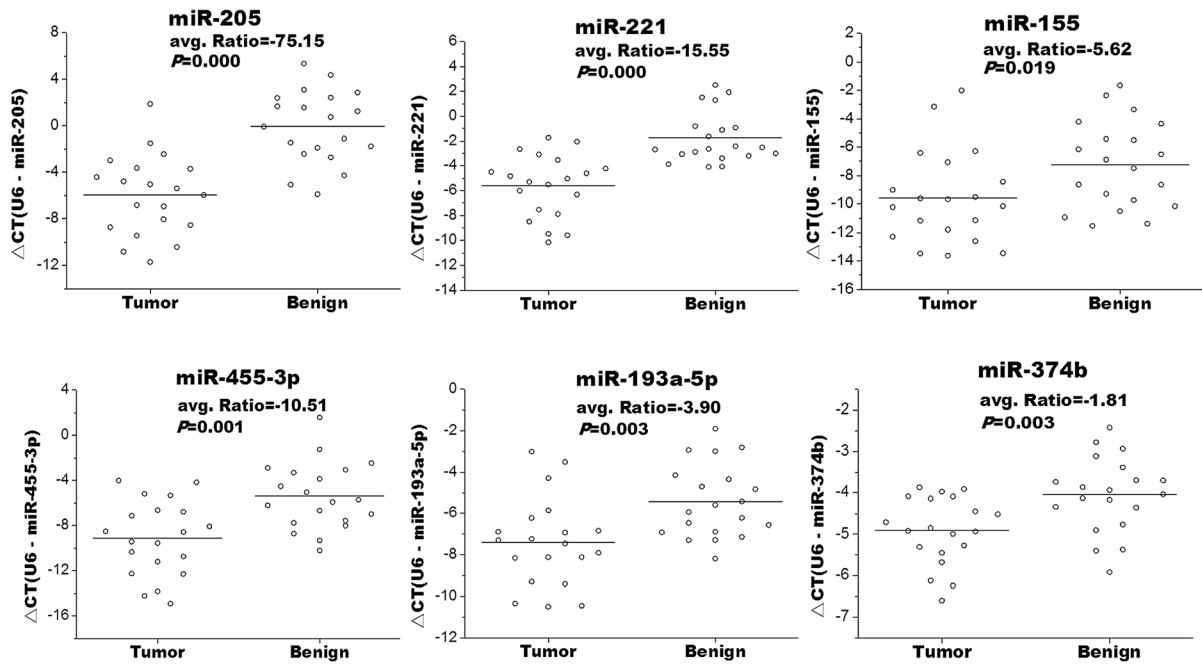 miR-205
avg. Ratio=-75.15
P=0.000
△CT(U6 - miR-205)
8
4
0
-4
-8
-12
Tumor
Benign
miR-221
avg. Ratio=-15.55
P=0.000
△CT(U6 - miR-221)
6
4
2
0
-2
-4
-6
-8
-10
-12
-14
Tumor
Benign
miR-155
avg. Ratio=-5.62
P=0.019
△CT(U6 - miR-155)
2
0
-2
-4
-6
-8
-10
-12
-14
-16
Tumor
Benign
miR-455-3p
avg. Ratio=-10.51
P=0.001
△CT(U6 - miR-455-3p)
4
0
-4
-8
-12
-16
Tumor
Benign
miR-193a-5p
avg. Ratio=-3.90
P=0.003
△CT(U6 - miR-193a-5p)
0
-2
-4
-6
-8
-10
-12
Tumor
Benign
miR-374b
avg. Ratio=-1.81
P=0.003
△CT(U6 - miR-374b)
-2
-3
-4
-5
-6
-7
Tumor
Benign